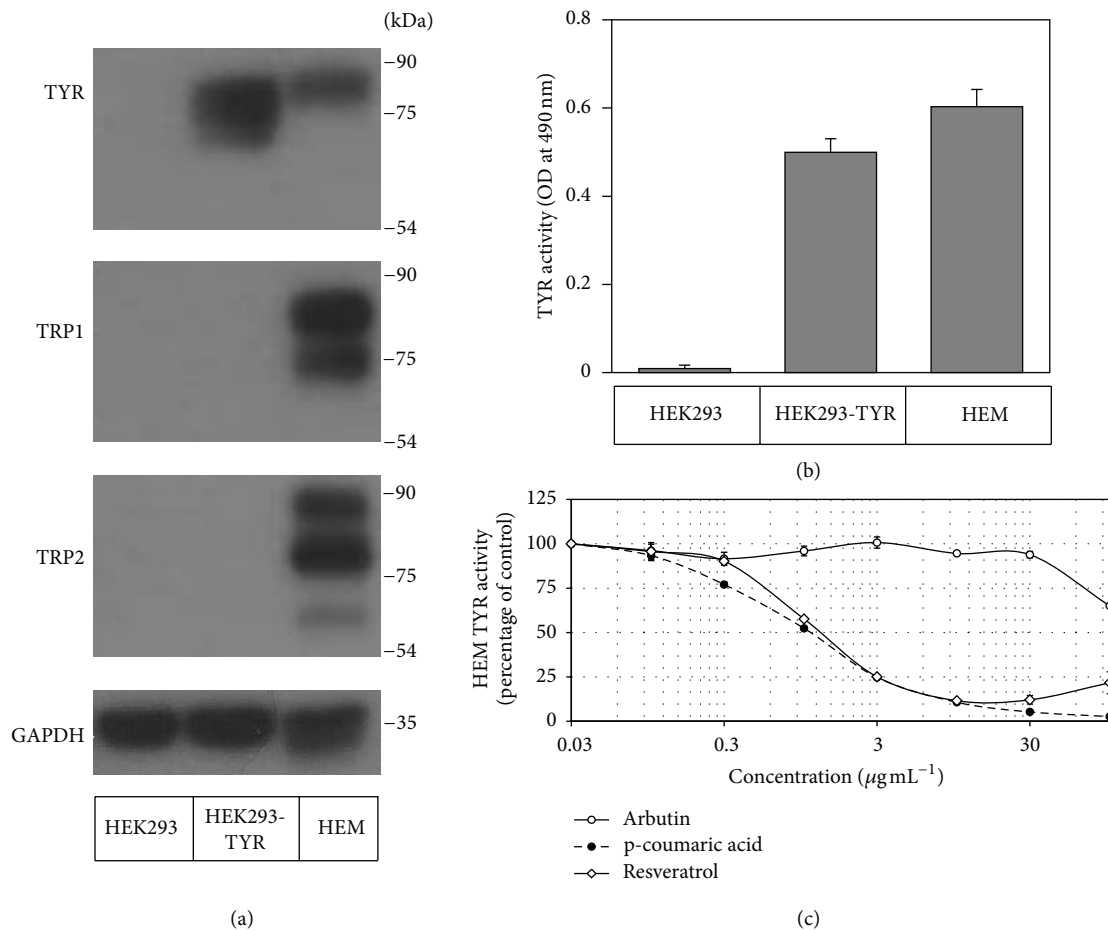 (kDa)
TYR
−90
−75
−54
TRP1
−90
−75
−54
TRP2
−90
−75
−54
GAPDH
−35
HEK293
HEK293-
TYR
HEM
(a)
TYR activity (OD at 490 nm)
0.8
0.6
0.4
0.2
0
HEK293
HEK293-TYR
HEM
(b)
HEM TYR activity
(percentage of control)
125
100
75
50
25
0
0.03
0.3
3
30
Concentration (μg mL⁻¹)
Arbutin
p-coumaric acid
Resveratrol
(c)